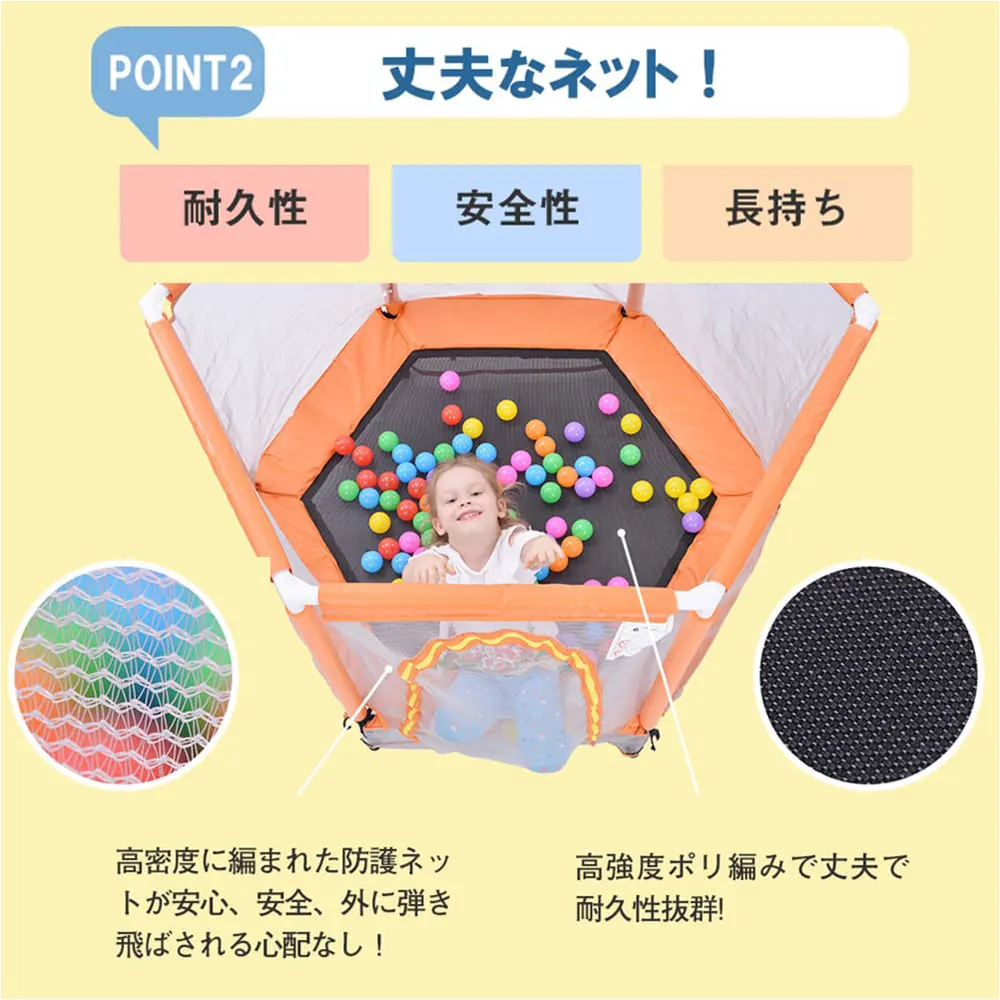 POINT2
丈夫なネット！
耐久性
安全性
長持ち
高密度に編まれた防護ネッ
トが安心、安全、外に弾き
飛ばされる心配なし！
高強度ポリ編みで丈夫で
耐久性抜群!